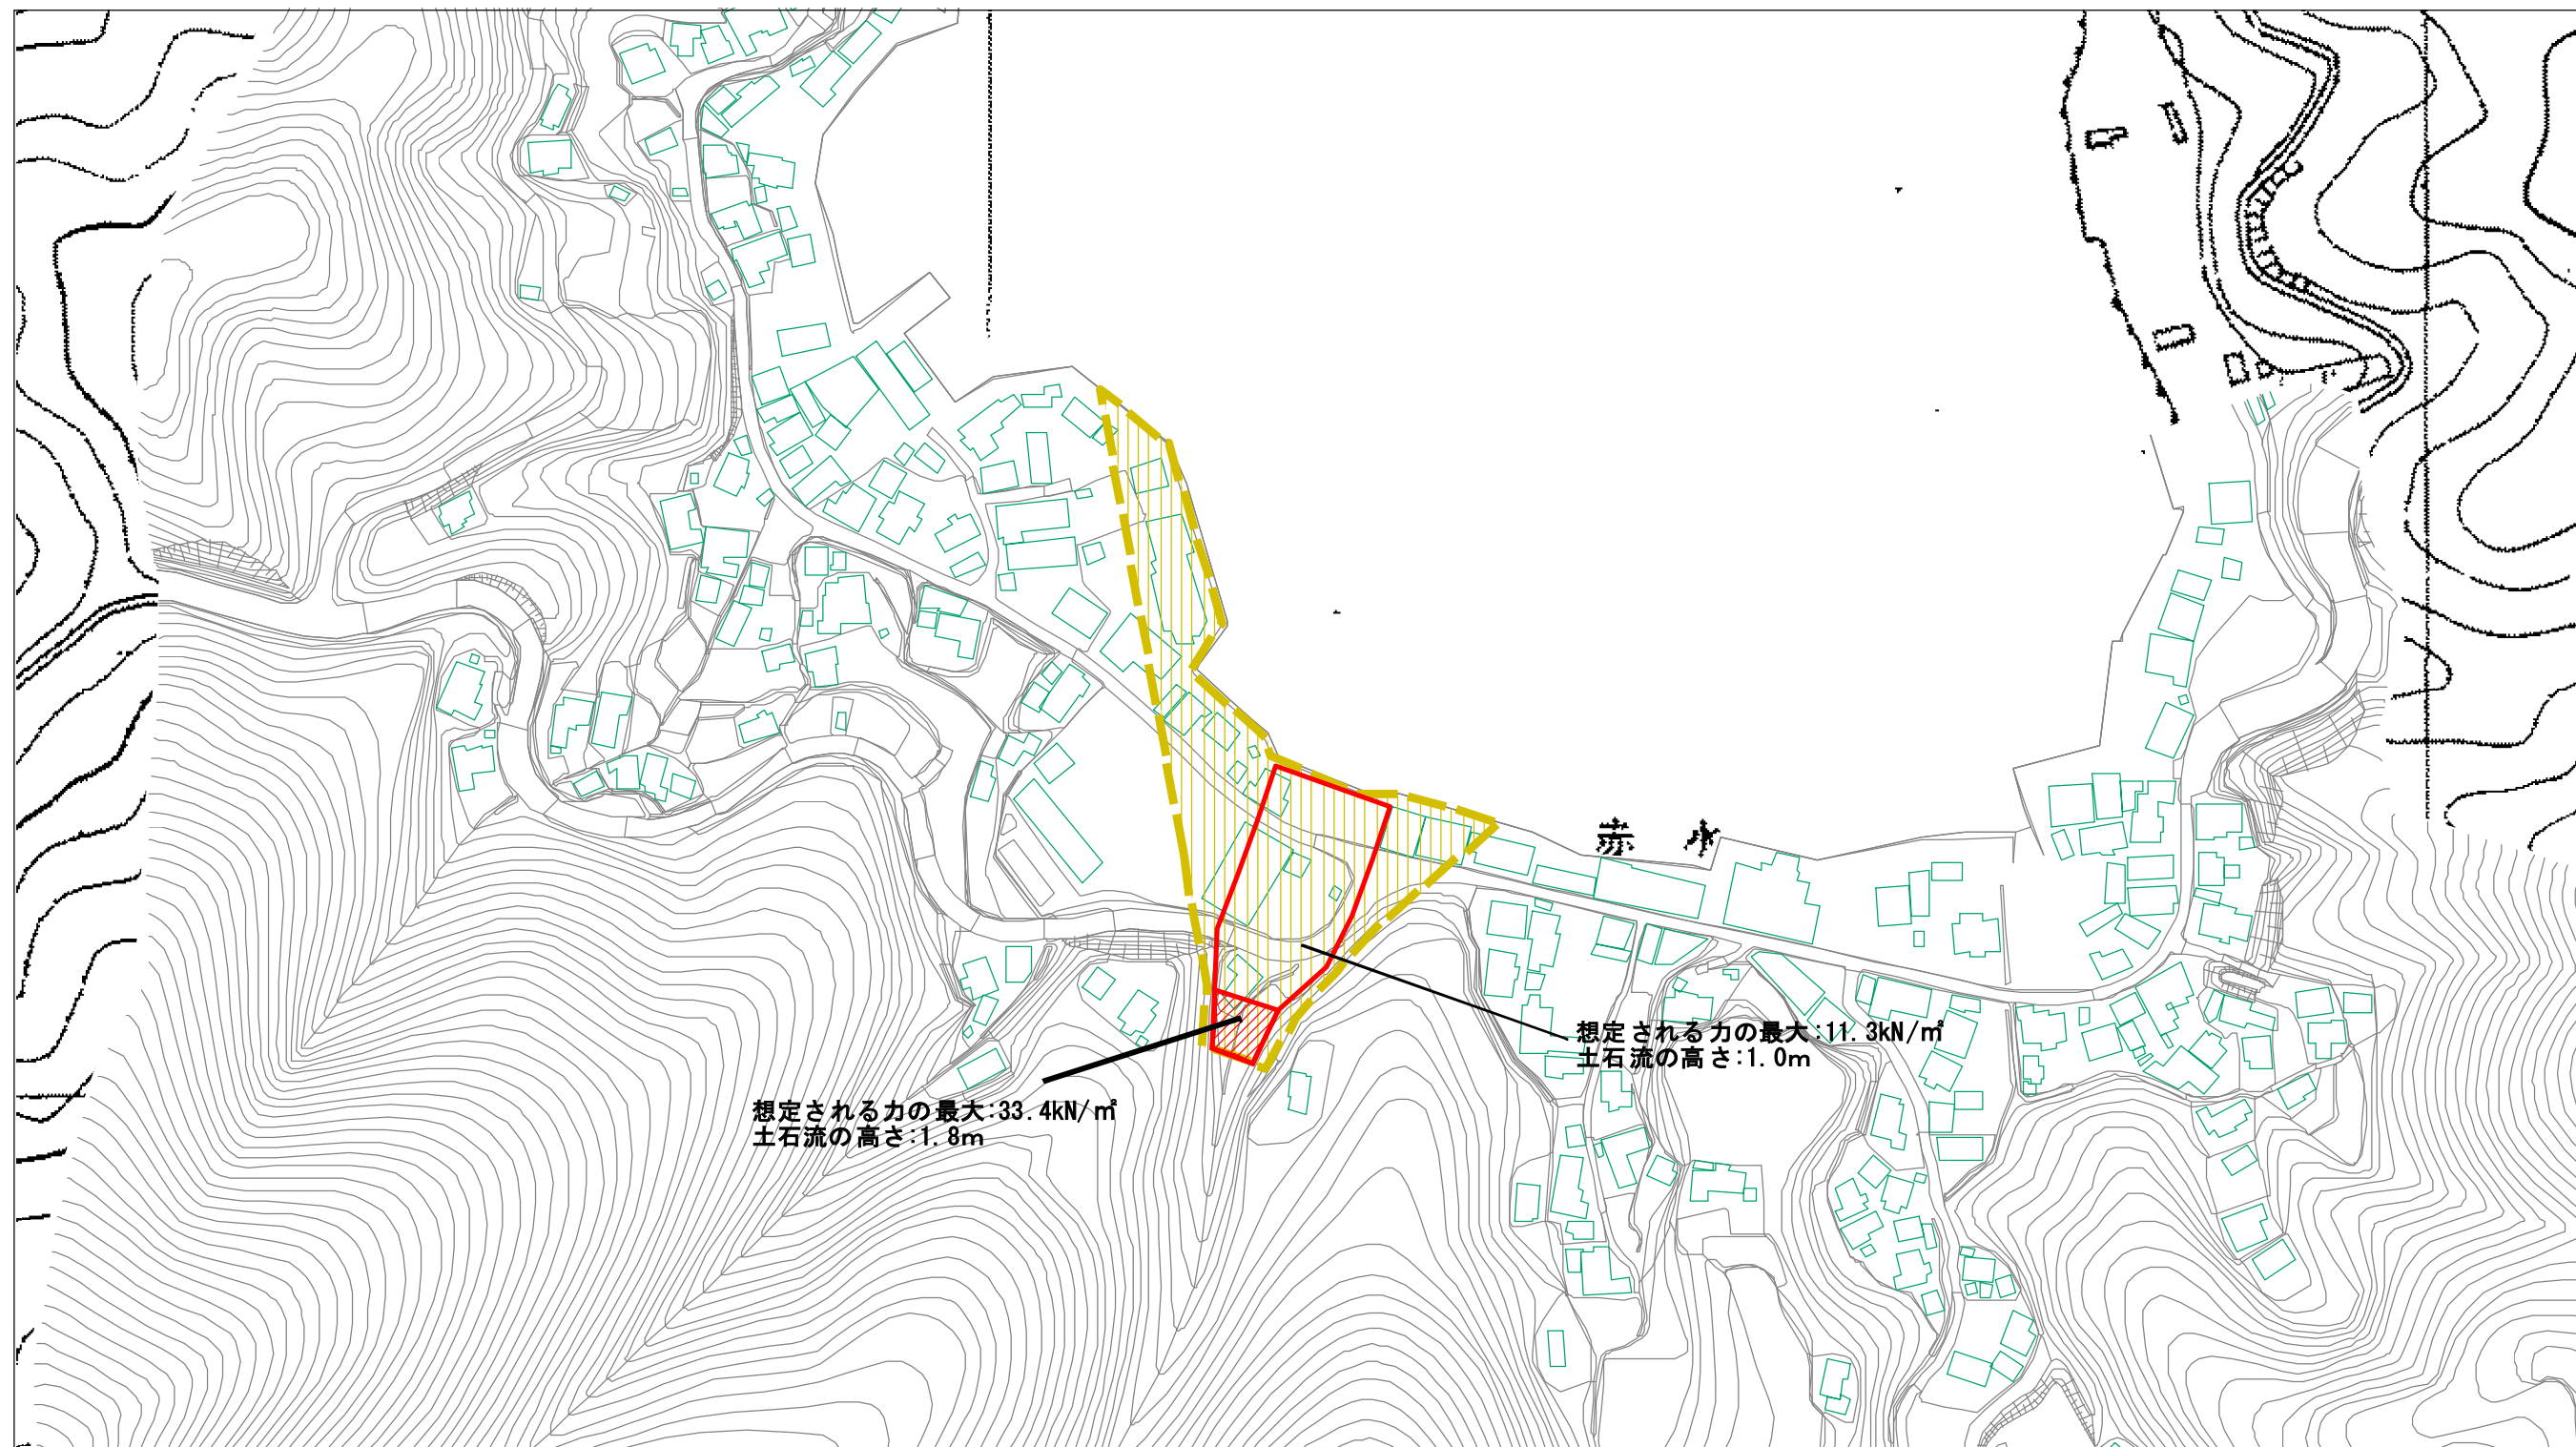 赤水
想定される力の最大:11.3kN/㎡
土石流の高さ:1.0m
想定される力の最大:33.4kN/㎡
土石流の高さ:1.8m